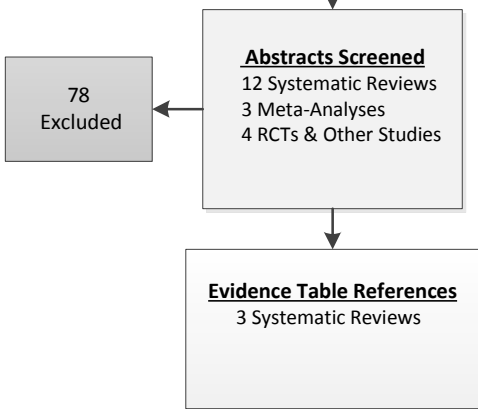 Abstracts Screened
12 Systematic Reviews
3 Meta-Analyses
4 RCTs & Other Studies
78
Excluded
Evidence Table References
3 Systematic Reviews